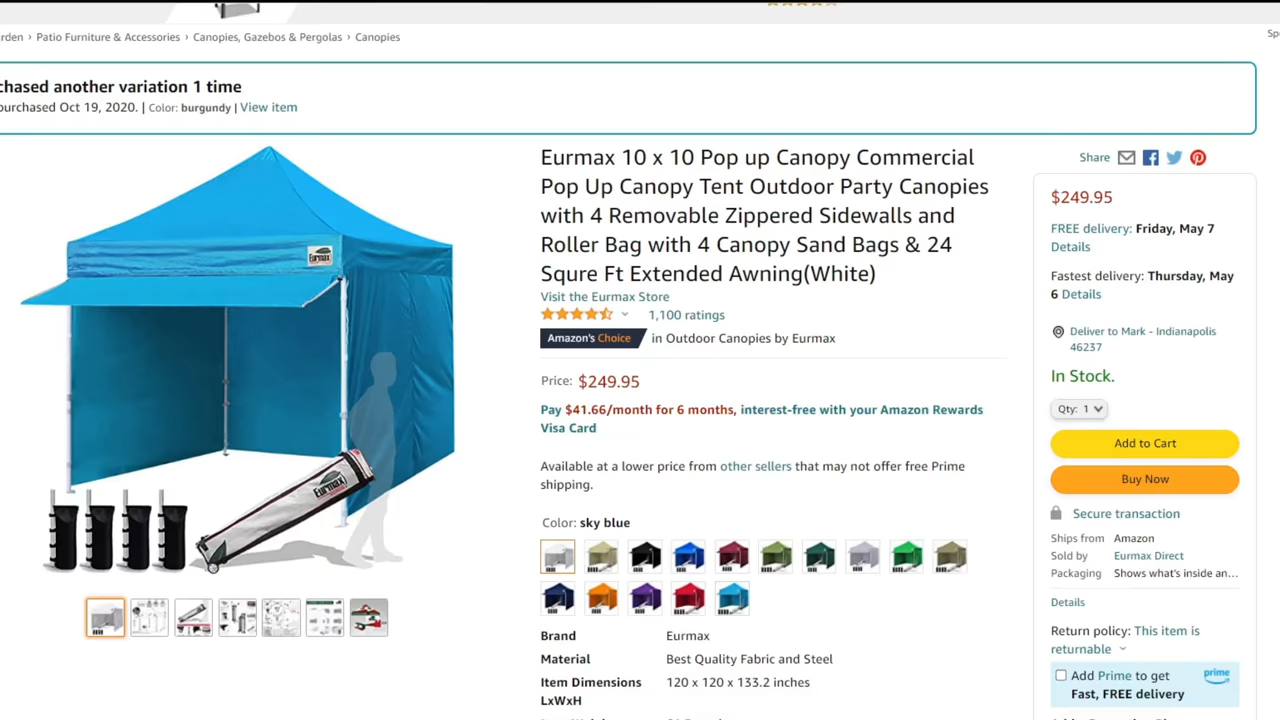 rden › Patio Furniture & Accessories › Canopies, Gazebos & Pergolas › Canopies
Sp
chased another variation 1 time
purchased Oct 19, 2020. | Color: burgundy | View item
Eurmax
Eurmax
Eurmax 10 x 10 Pop up Canopy Commercial
Pop Up Canopy Tent Outdoor Party Canopies
with 4 Removable Zippered Sidewalls and
Roller Bag with 4 Canopy Sand Bags & 24
Squre Ft Extended Awning(White)
Visit the Eurmax Store
1,100 ratings
Amazon's Choice in Outdoor Canopies by Eurmax
Price: $249.95
Pay $41.66/month for 6 months, interest-free with your Amazon Rewards
Visa Card
Available at a lower price from other sellers that may not offer free Prime
shipping.
Color: sky blue
Brand Eurmax
Material Best Quality Fabric and Steel
Item Dimensions 120 x 120 x 133.2 inches
LxWxH
Share
$249.95
FREE delivery: Friday, May 7
Details
Fastest delivery: Thursday, May
6 Details
Deliver to Mark - Indianapolis
46237
In Stock.
Qty: 1
Add to Cart
Buy Now
Secure transaction
Ships from Amazon
Sold by Eurmax Direct
Packaging Shows what's inside an...
Details
Return policy: This item is
returnable
Add Prime to get prime
Fast, FREE delivery